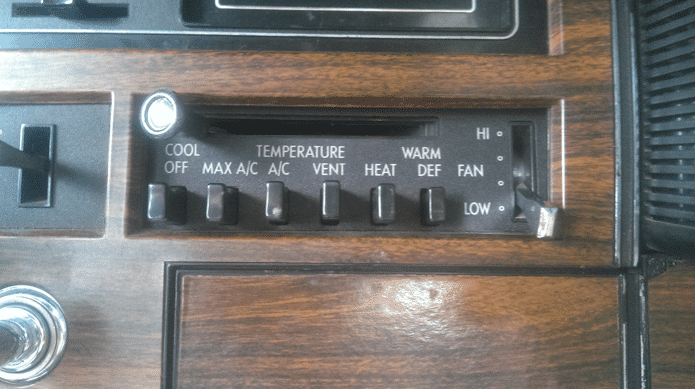 HI
COOL TEMPERATURE WARM
OFF MAX A/C A/C VENT HEAT DEF FAN
LOW